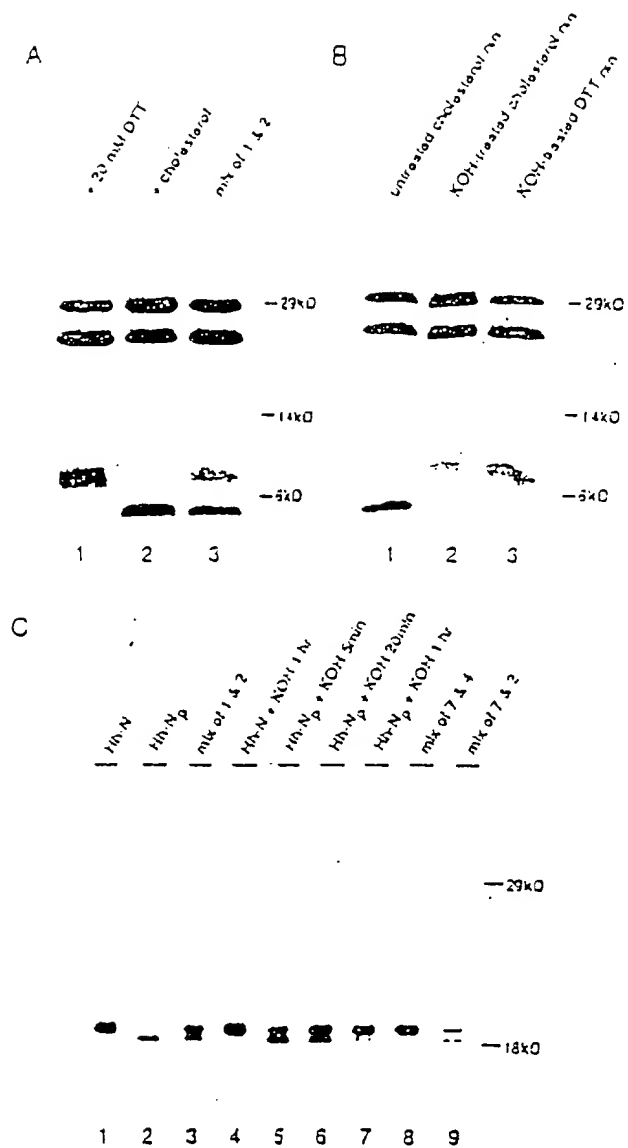 A
+ 20 mM DTT
+ cholesterol
mix of 1 & 2
29kD
14kD
6kD
1 2 3
B
untreated cholesterol rxn
KOH-treated cholesterol rxn
KOH-treated DTT rxn
29kD
14kD
6kD
1 2 3
C
Hh-N
Hh-Np
mix of 1 & 2
Hh-N + KOH 1 hr
Hh-Np + KOH 5min
Hh-Np + KOH 20min
Hh-Np + KOH 1 hr
mix of 7 & 4
mix of 7 & 2
29kD
18kD
1 2 3 4 5 6 7 8 9